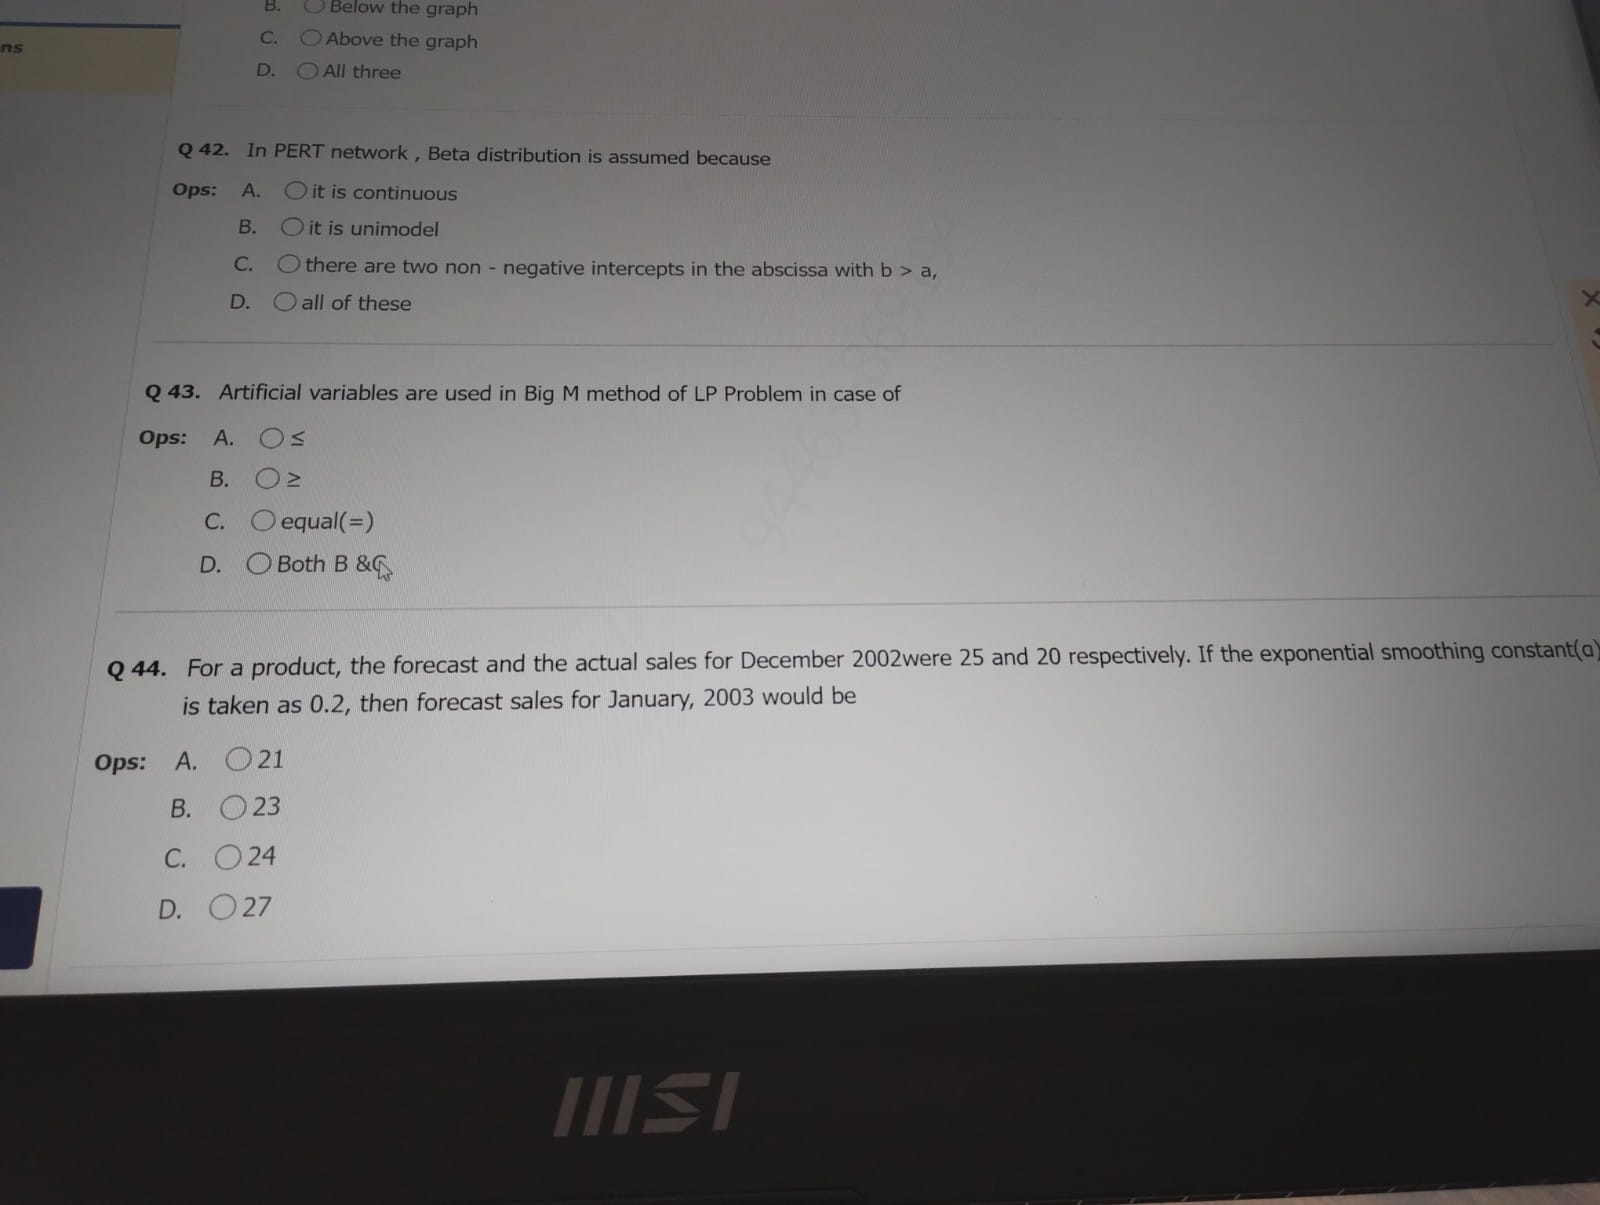 ns
B. Below the graph
C. Above the graph
D. All three
Q 42. In PERT network , Beta distribution is assumed because
Ops: A. it is continuous
B. it is unimodel
C. there are two non - negative intercepts in the abscissa with b > a,
D. all of these
Q 43. Artificial variables are used in Big M method of LP Problem in case of
Ops: A. ≤
B. ≥
C. equal(=)
D. Both B &C
Q 44. For a product, the forecast and the actual sales for December 2002were 25 and 20 respectively. If the exponential smoothing constant(α)
is taken as 0.2, then forecast sales for January, 2003 would be
Ops: A. 21
B. 23
C. 24
D. 27
msi